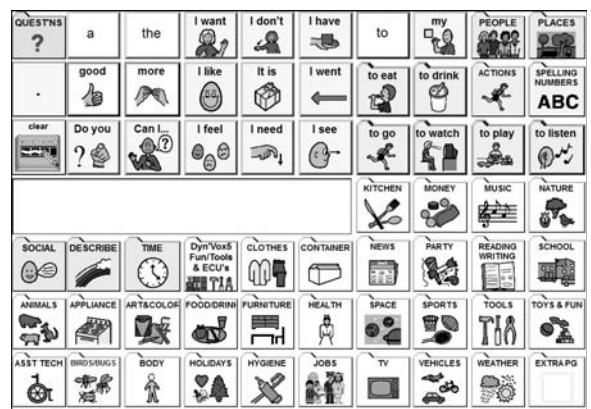 QUEST'NS
?
a
the
I want
I don't
I have
to
my
PEOPLE
PLACES
.
good
more
I like
It is
I went
to eat
to drink
ACTIONS
SPELLING
NUMBERS
ABC
clear
Do you
?
Can I...
?
I feel
I need
I see
to go
to watch
to play
to listen
KITCHEN
MONEY
MUSIC
NATURE
SOCIAL
DESCRIBE
TIME
Dyn'Vox5
Fun/Tools
& ECU's
CLOTHES
CONTAINER
NEWS
PARTY
READING
WRITING
SCHOOL
ANIMALS
APPLIANCE
ART&COLOR
FOOD/DRINK
FURNITURE
HEALTH
SPACE
SPORTS
TOOLS
TOYS & FUN
ASST TECH
BIRDS/BUGS
BODY
HOLIDAYS
HYGIENE
JOBS
TV
VEHICLES
WEATHER
EXTRA PG